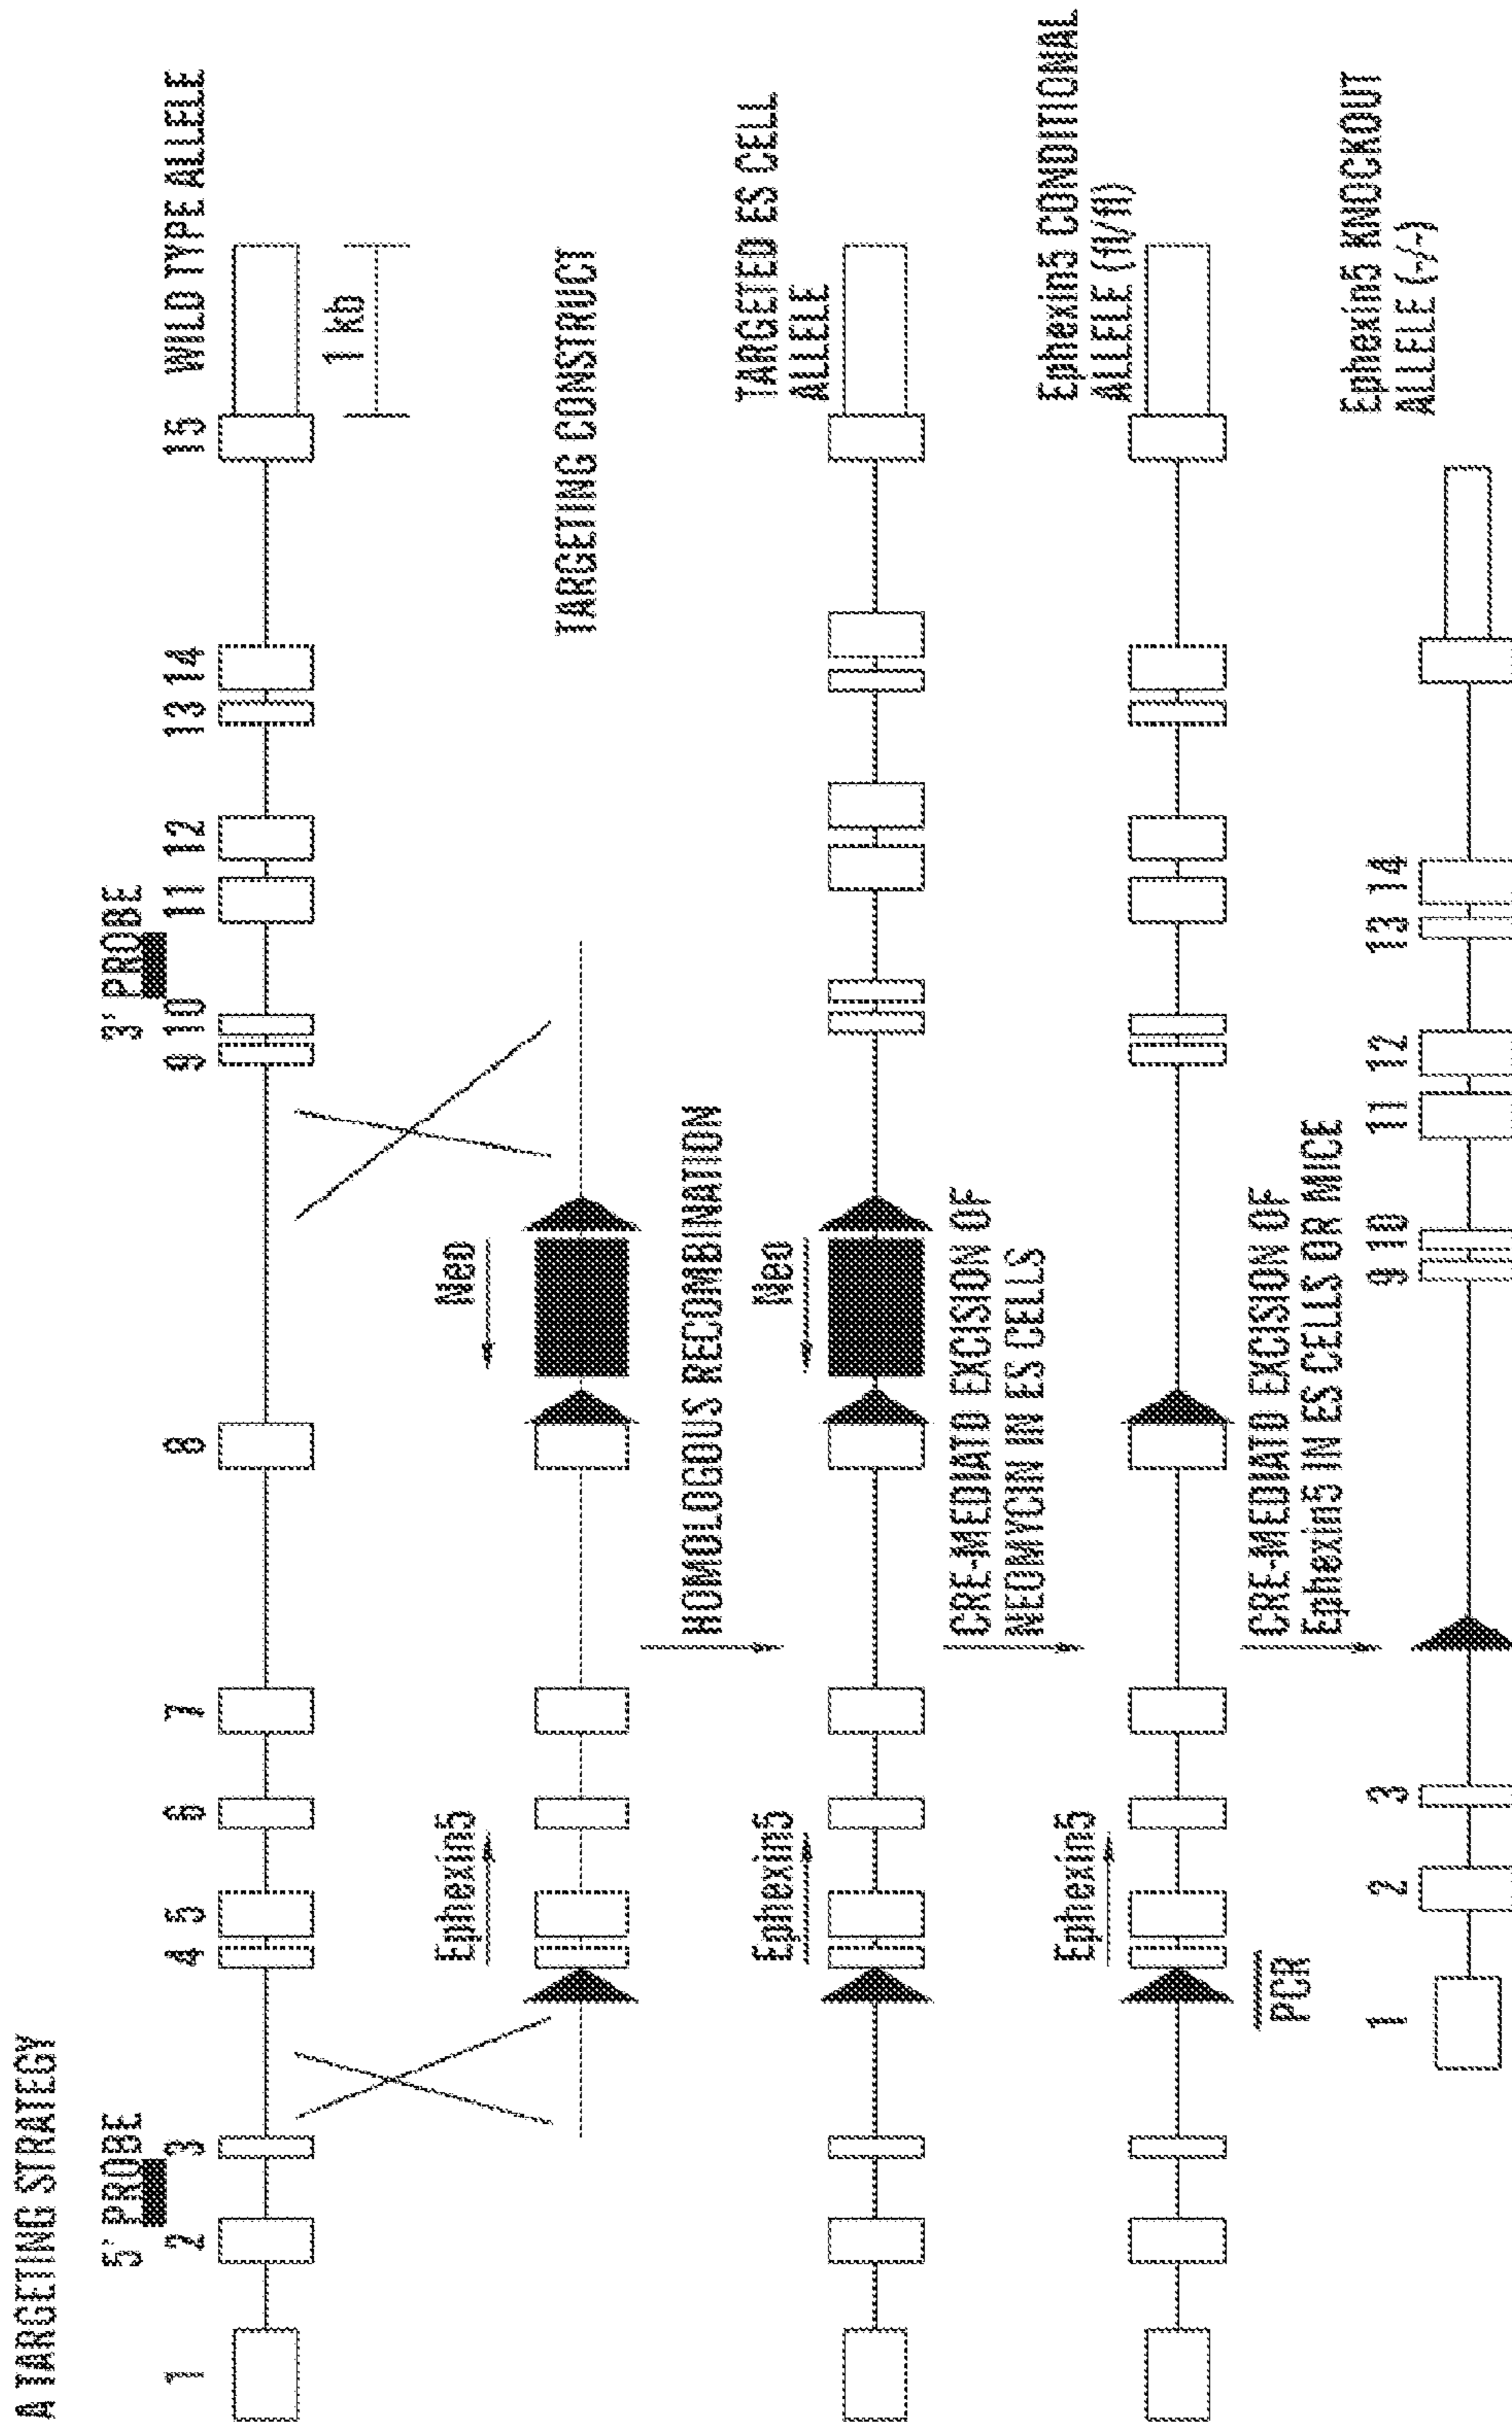 A TARGETING STRATEGY
5' PROBE
3' PROBE
1 2 3 4 5 6 7 8 9 10 11 12 13 14 15 WILD TYPE ALLELE
1 kb
Ephexin5
Neo
TARGETING CONSTRUCT
HOMOLOGOUS RECOMBINATION
TARGETED ES CELL
ALLELE
Ephexin5
Neo
CRE-MEDIATD EXCISION OF
NEOMYCIN IN ES CELLS
Ephexin5 CONDITIONAL
ALLELE (fl/fl)
Ephexin5
PCR
CRE-MEDIATD EXCISION OF
Ephexin5 IN ES CELLS OR MICE
Ephexin5 KNOCKOUT
ALLELE (-/-)
1 2 3 9 10 11 12 13 14